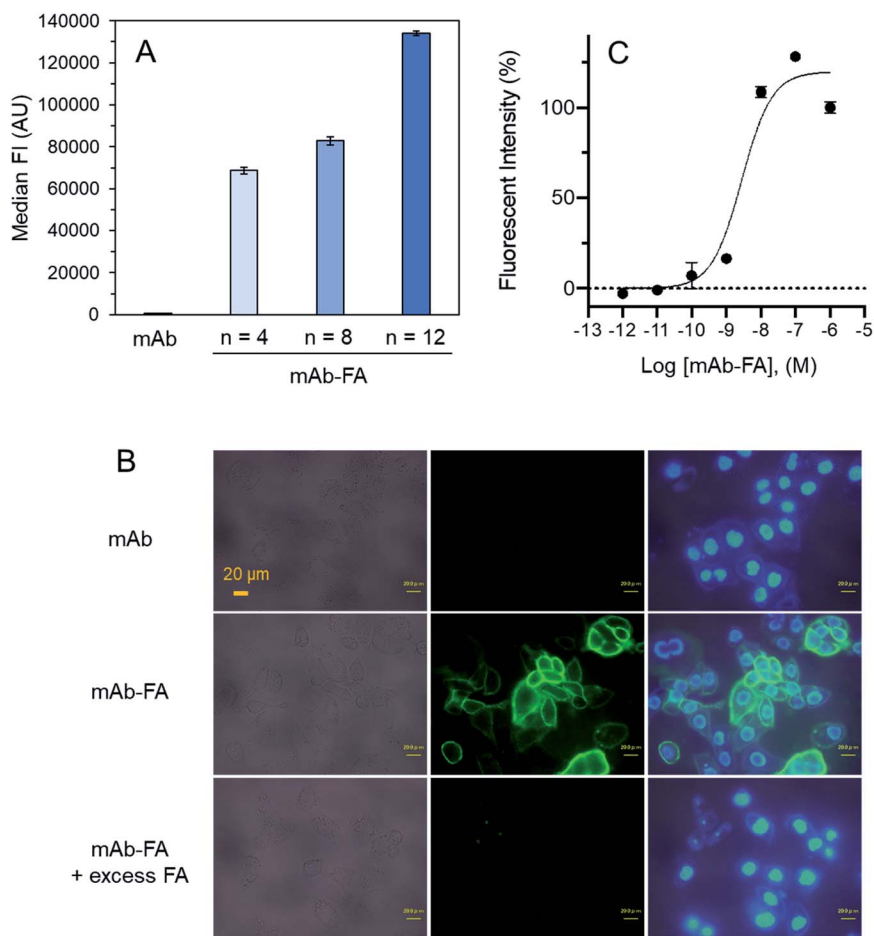 A
Median FI (AU)
140000
120000
100000
80000
60000
40000
20000
0
mAb
n = 4
n = 8
n = 12
mAb-FA
C
Fluorescent Intensity (%)
100
50
0
-13 -12 -11 -10 -9 -8 -7 -6 -5
Log [mAb-FA], (M)
B
mAb
20 µm
mAb-FA
mAb-FA
+ excess FA